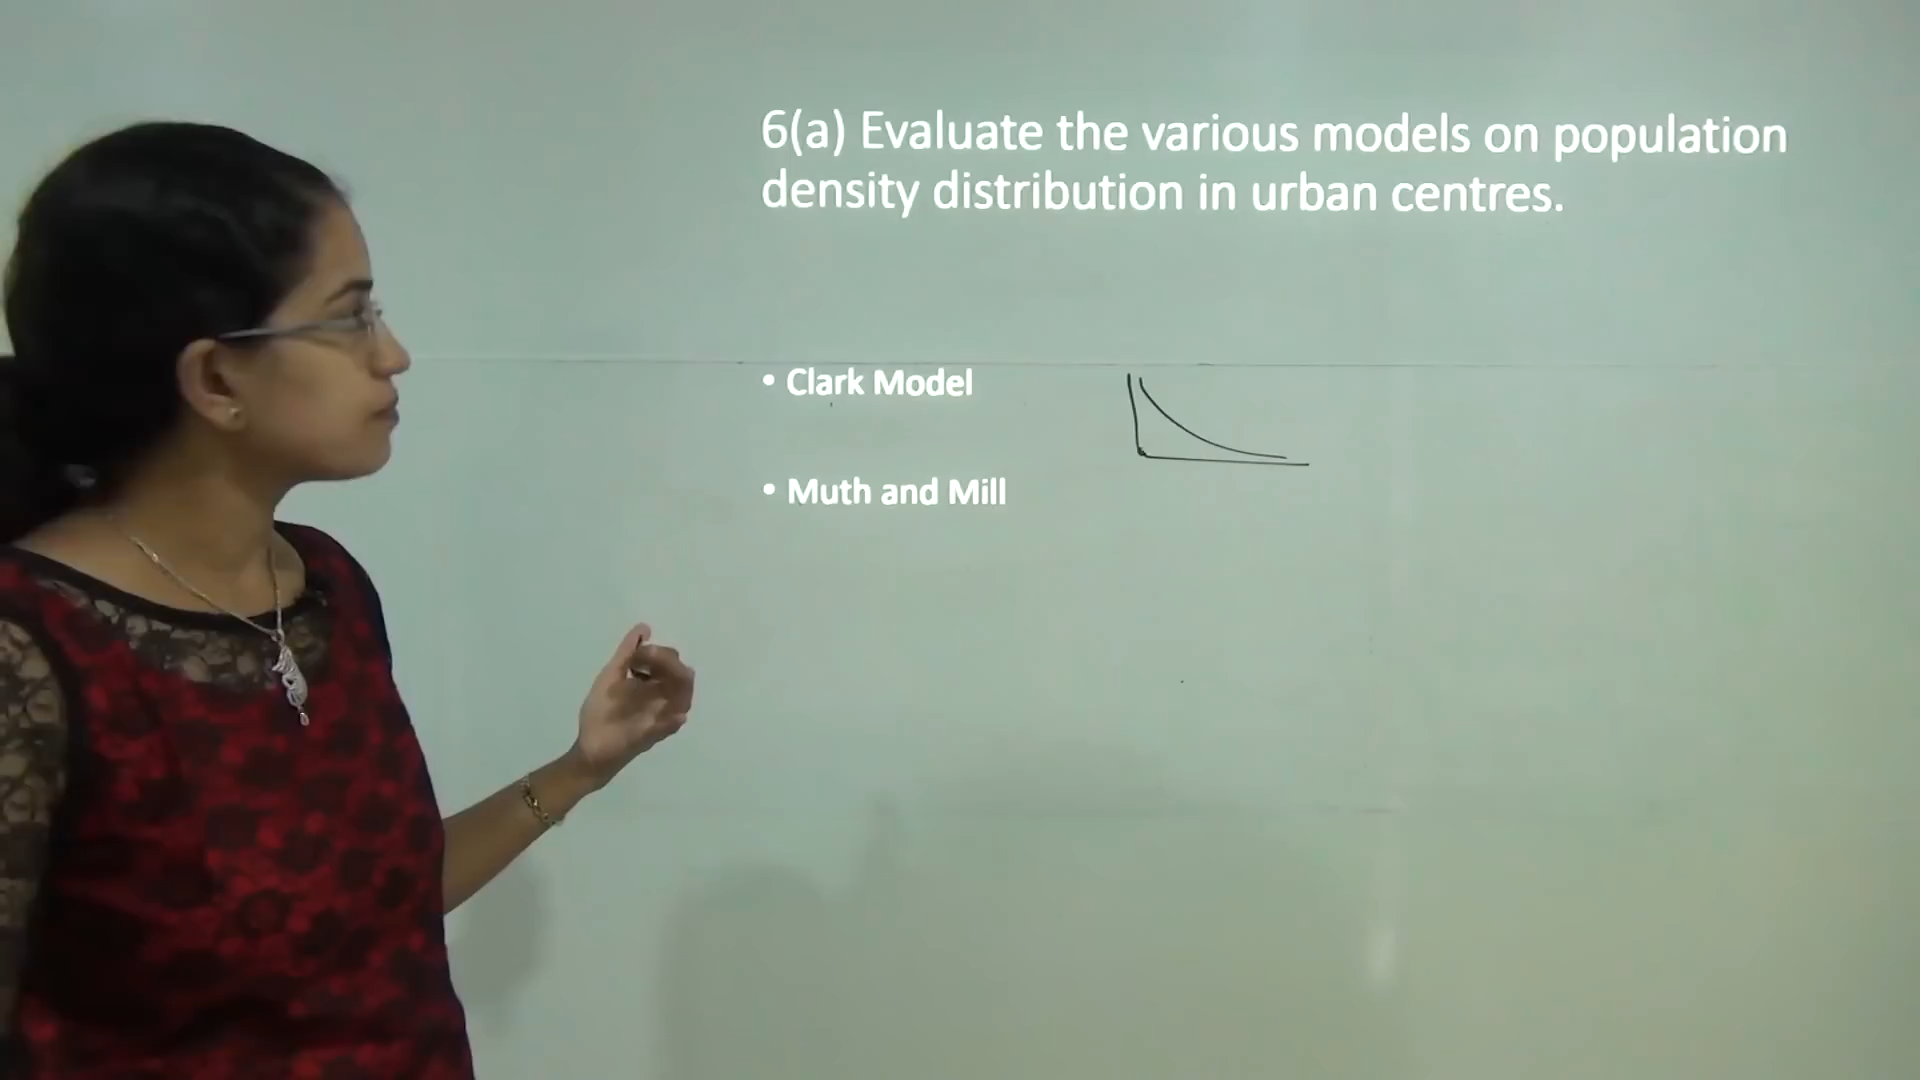 6(a) Evaluate the various models on population
density distribution in urban centres.
• Clark Model
• Muth and Mill